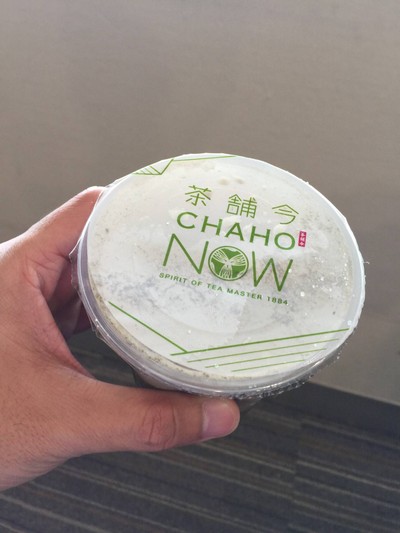 茶 舖 今
CHAHO
NOW
SPIRIT OF TEA MASTER 1884